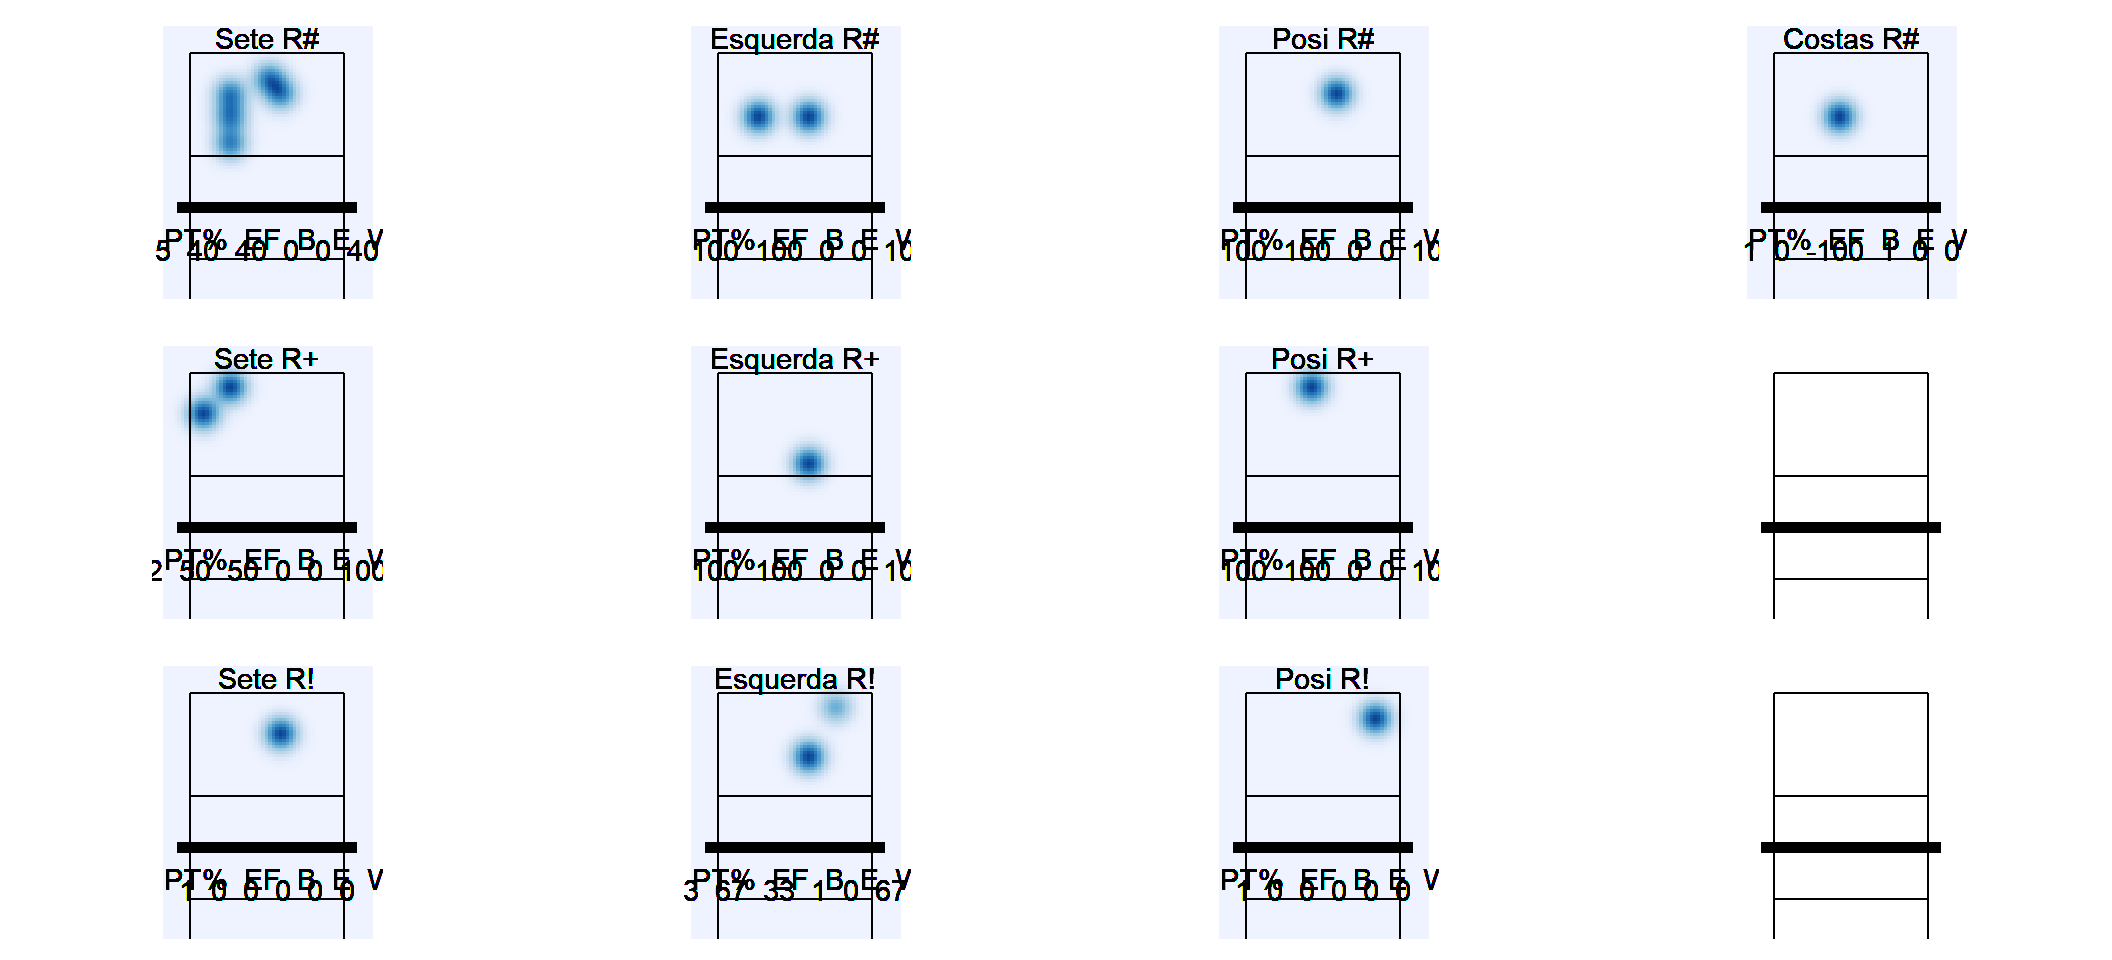 Sete R#
PT% EF B E V
5 40 40 0 0 40
Esquerda R#
PT% EF B E V
100 100 0 0 10
Posi R#
PT% EF B E V
100 100 0 0 10
Costas R#
PT% EF B E V
1 0 -100 1 0 0
Sete R+
PT% EF B E V
2 50 50 0 0 100
Esquerda R+
PT% EF B E V
100 100 0 0 10
Posi R+
PT% EF B E V
100 100 0 0 10
Sete R!
PT% EF B E V
1 0 0 0 0 0
Esquerda R!
PT% EF B E V
3 67 33 1 0 67
Posi R!
PT% EF B E V
1 0 0 0 0 0